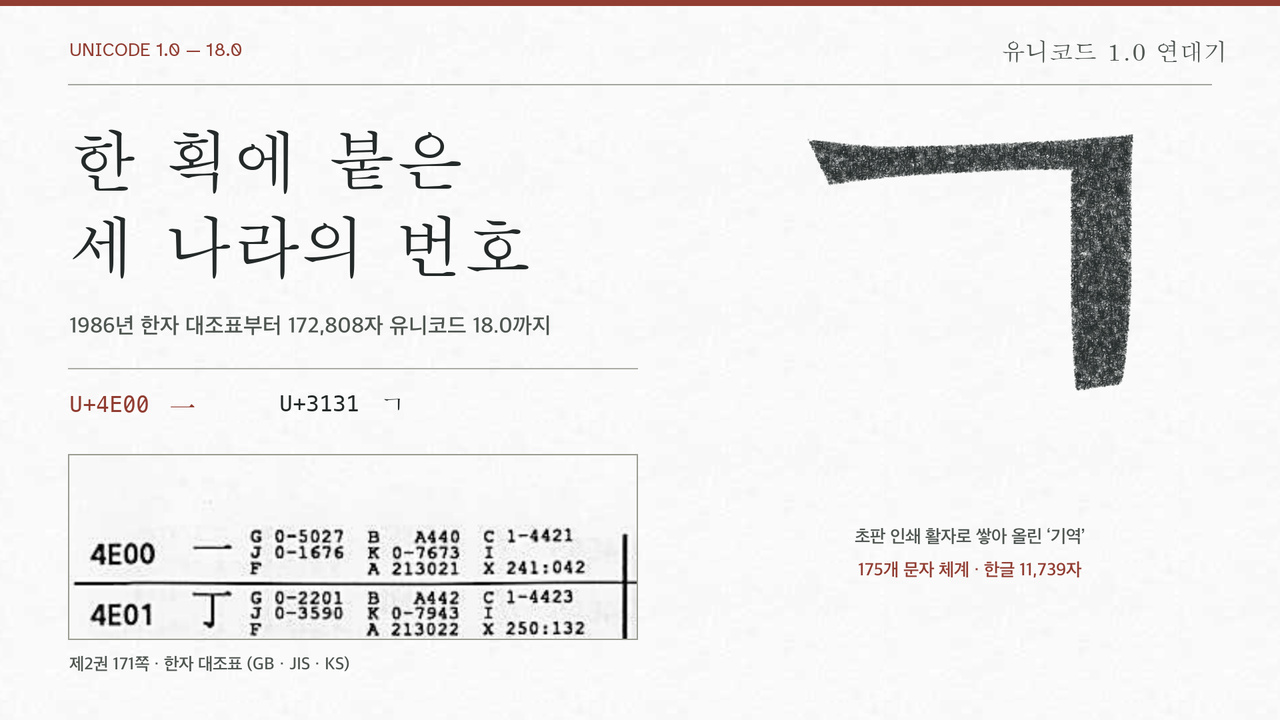 UNICODE 1.0 — 18.0
유니코드 1.0 연대기
한 획에 붙은
세 나라의 번호
1986년 한자 대조표부터 172,808자 유니코드 18.0까지
U+4E00 一 U+3131 ㄱ
4E00 一 G 0-5027 B A440 C 1-4421
J 0-1676 K 0-7673 I
F A 213021 X 241:042
4E01 丁 G 0-2201 B A442 C 1-4423
J 0-3590 K 0-7943 I
F A 213022 X 250:132
제2권 171쪽 · 한자 대조표 (GB · JIS · KS)
ㄱ
초판 인쇄 활자로 쌓아 올린 ‘기역’
175개 문자 체계 · 한글 11,739자